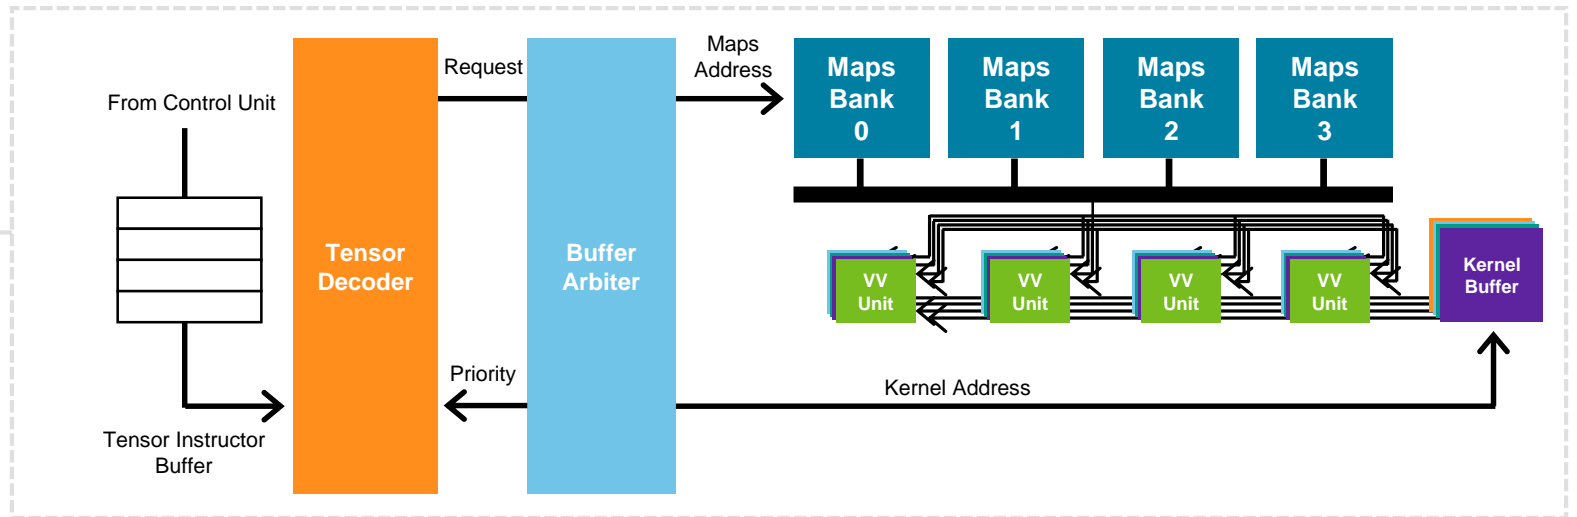 From Control Unit
Tensor Instructor
Buffer
Tensor
Decoder
Request
Priority
Buffer
Arbiter
Maps
Address
Kernel Address
Maps
Bank
0
Maps
Bank
1
Maps
Bank
2
Maps
Bank
3
VV
Unit
VV
Unit
VV
Unit
VV
Unit
Kernel
Buffer